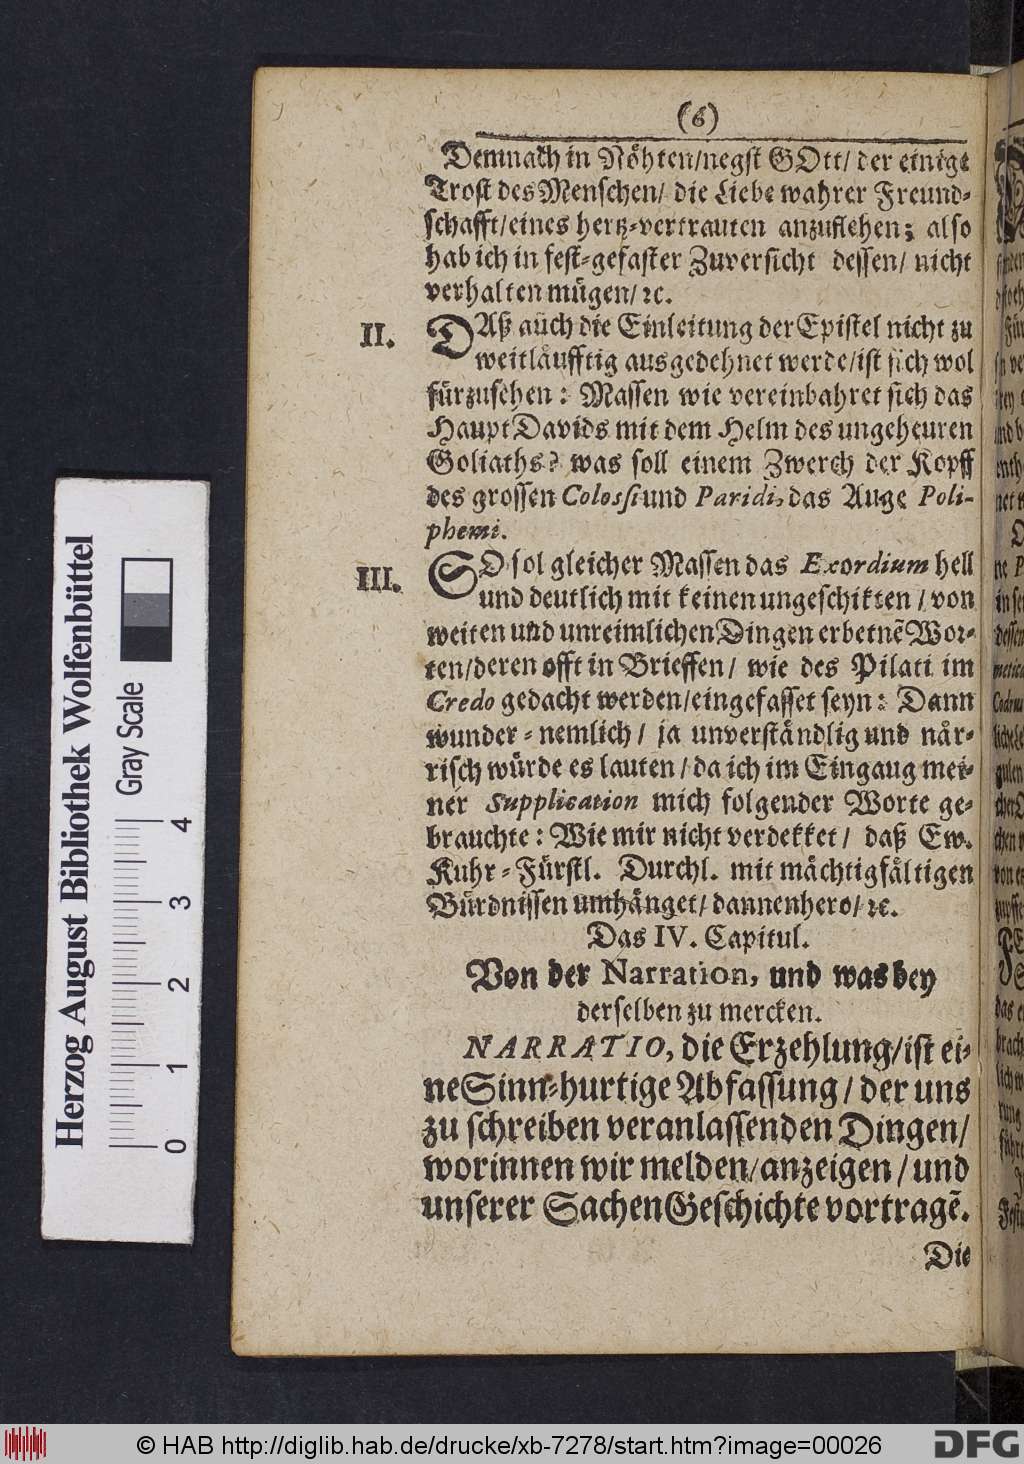 (6)
Demnach in Nöhten/negst GOtt/ der einige
Trost des Menschen/ die Liebe wahrer Freund-
schafft/eines hertz-vertrauten anzuflehen; also
hab ich in fest-gefaster Zuversicht dessen/ nicht
verhalten mügen/ ꝛc.
II. DAß auch die Einleitung der Epistel nicht zu
weitläufftig ausgedehnet werde/ist sich wol
fürzusehen: Massen wie vereinbahret sich das
Haupt Davids mit dem Helm des ungeheuren
Goliaths? was soll einem Zwerch der Kopff
des grossen Colossi und Paridi, das Auge Poli-
phemi.
III. SO sol gleicher Massen das Exordium hell
und deutlich mit keinen ungeschikten / von
weiten und unreimlichen Dingen erbetnẽ Wor-
ten/deren offt in Brieffen/ wie des Pilati im
Credo gedacht werden/eingefasset seyn: Dann
wunder-nemlich/ ja unverständlig und när-
risch würde es lauten/da ich im Eingaug mei-
ner Supplication mich folgender Worte ge-
brauchte: Wie mir nicht verdekket/ daß Ew.
Kuhr-Fürstl. Durchl. mit mächtigfältigen
Bürdnissen umhänget/ dannenhero/ ꝛc.
Das IV. Capitul.
Von der Narration, und was bey
derselben zu mercken.
NARRATIO, die Erzehlung/ist ei-
ne Sinn-hurtige Abfassung/ der uns
zu schreiben veranlassenden Dingen/
worinnen wir melden/anzeigen/und
unserer Sachen Geschichte vortragẽ.
Die
Herzog August Bibliothek Wolfenbüttel
Gray Scale
0 1 2 3 4
© HAB http://diglib.hab.de/drucke/xb-7278/start.htm?image=00026
DFG